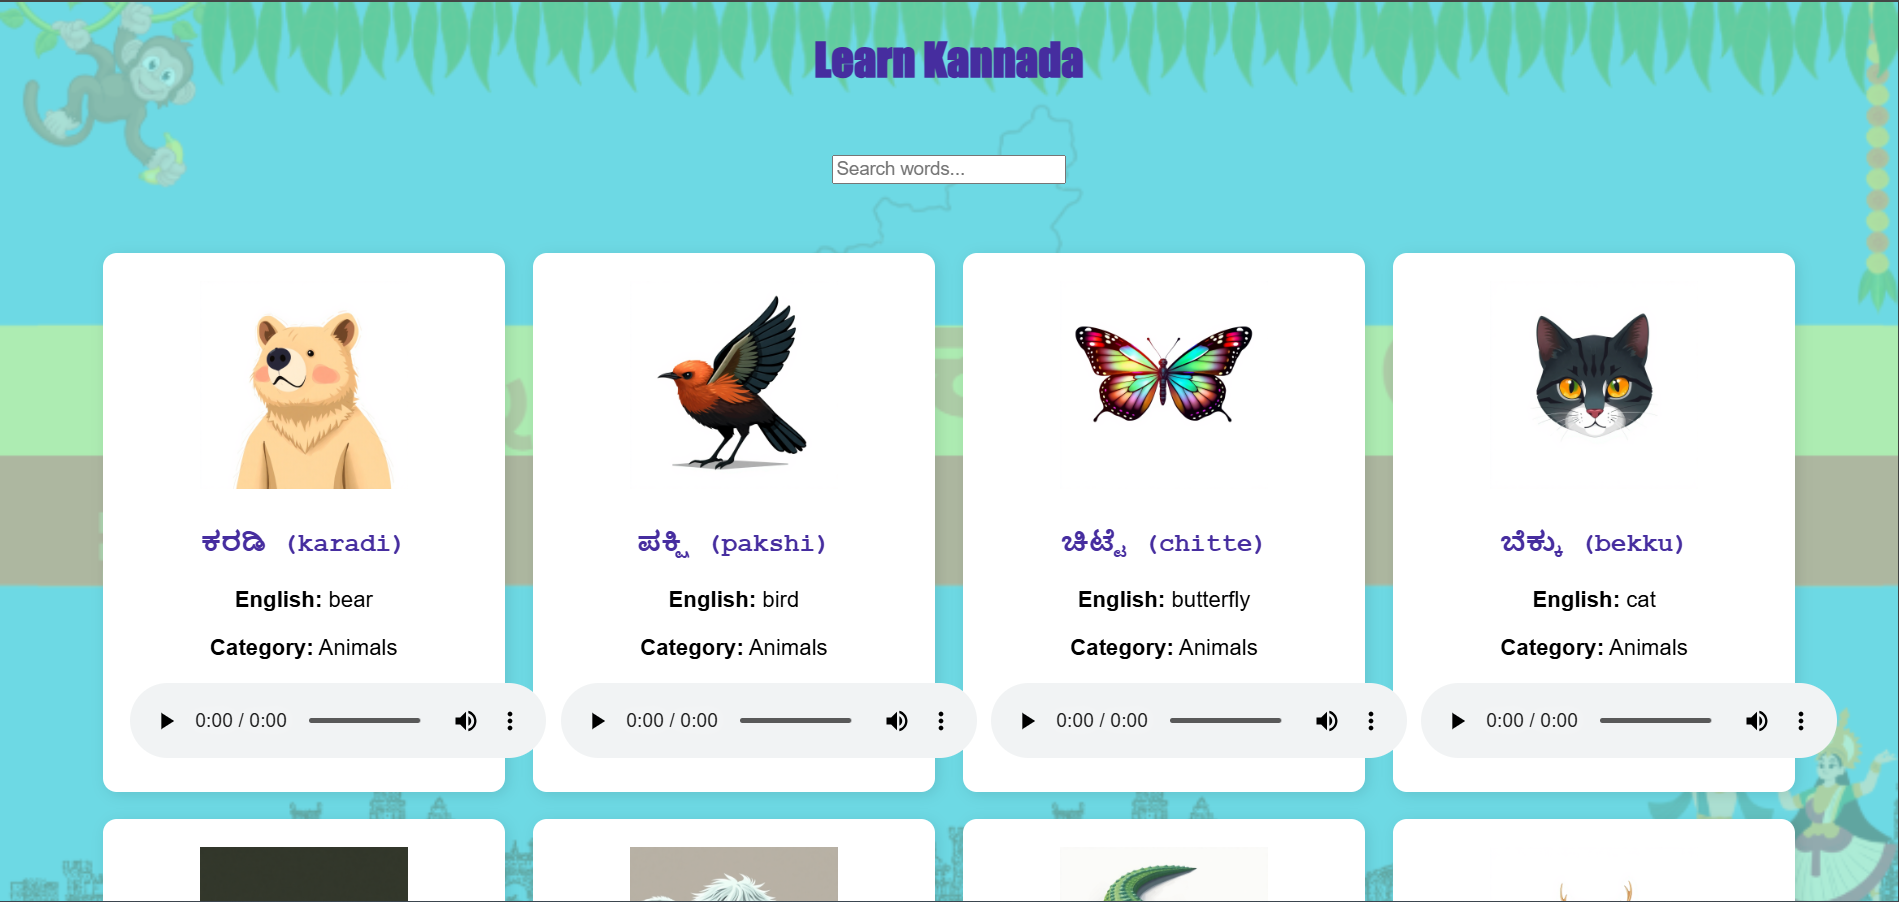 Learn Kannada
Search words...
ಕರಡಿ (karadi)
English: bear
Category: Animals
0:00 / 0:00
ಪಕ್ಷಿ (pakshi)
English: bird
Category: Animals
0:00 / 0:00
ಚಿಟ್ಟೆ (chitte)
English: butterfly
Category: Animals
0:00 / 0:00
ಬೆಕ್ಕು (bekku)
English: cat
Category: Animals
0:00 / 0:00